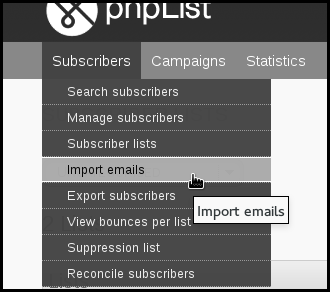 phpList
Subscribers Campaigns Statistics
Search subscribers
Manage subscribers
Subscriber lists
Import emails
Export subscribers
Import emails
View bounces per list
Suppression list
Reconcile subscribers